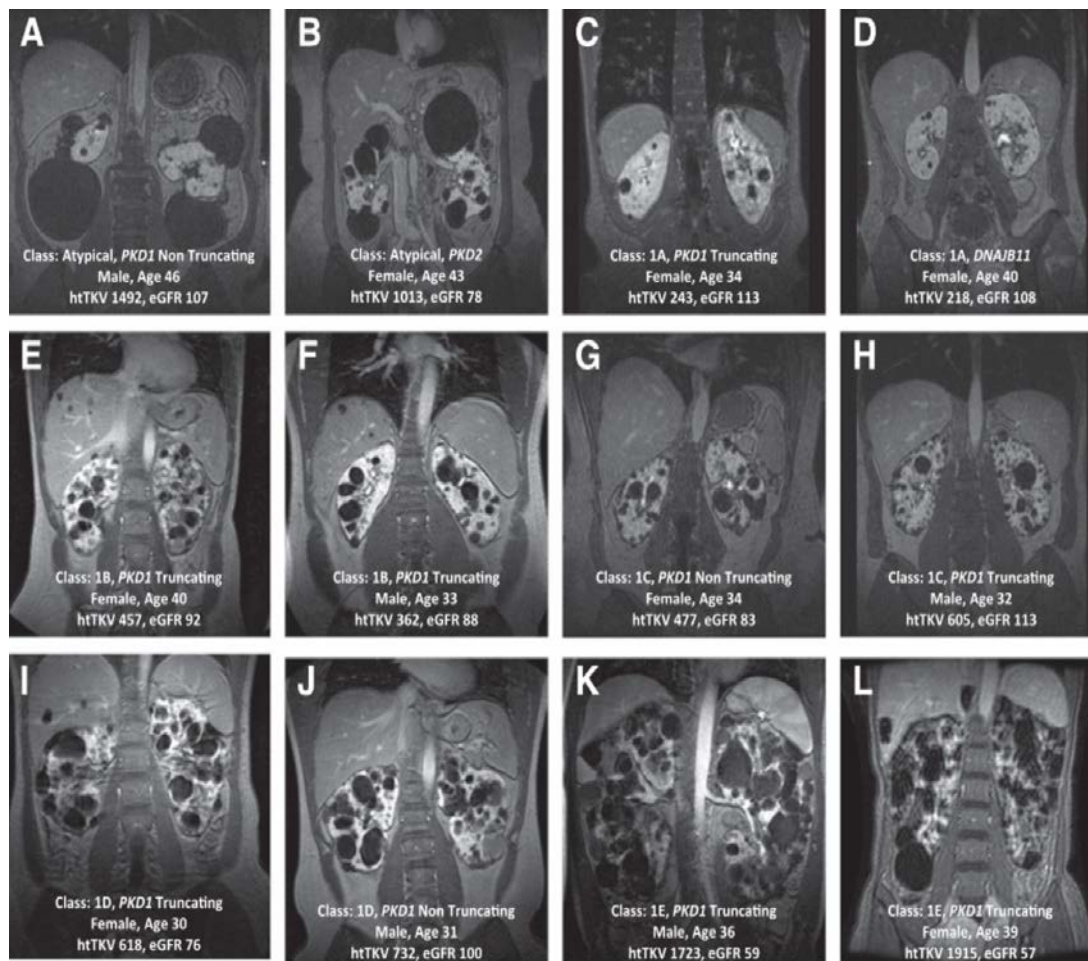 A
Class: Atypical, PKD1 Non Truncating
Male, Age 46
htTKV 1492, eGFR 107
B
Class: Atypical, PKD2
Female, Age 43
htTKV 1013, eGFR 78
C
Class: 1A, PKD1 Truncating
Female, Age 34
htTKV 243, eGFR 113
D
Class: 1A, DNAJB11
Female, Age 40
htTKV 218, eGFR 108
E
Class: 1B, PKD1 Truncating
Female, Age 40
htTKV 457, eGFR 92
F
Class: 1B, PKD1 Truncating
Male, Age 33
htTKV 362, eGFR 88
G
Class: 1C, PKD1 Non Truncating
Female, Age 34
htTKV 477, eGFR 83
H
Class: 1C, PKD1 Truncating
Male, Age 32
htTKV 605, eGFR 113
I
Class: 1D, PKD1 Truncating
Female, Age 30
htTKV 618, eGFR 76
J
Class: 1D, PKD1 Non Truncating
Male, Age 31
htTKV 732, eGFR 100
K
Class: 1E, PKD1 Truncating
Male, Age 36
htTKV 1723, eGFR 59
L
Class: 1E, PKD1 Truncating
Female, Age 39
htTKV 1915, eGFR 57